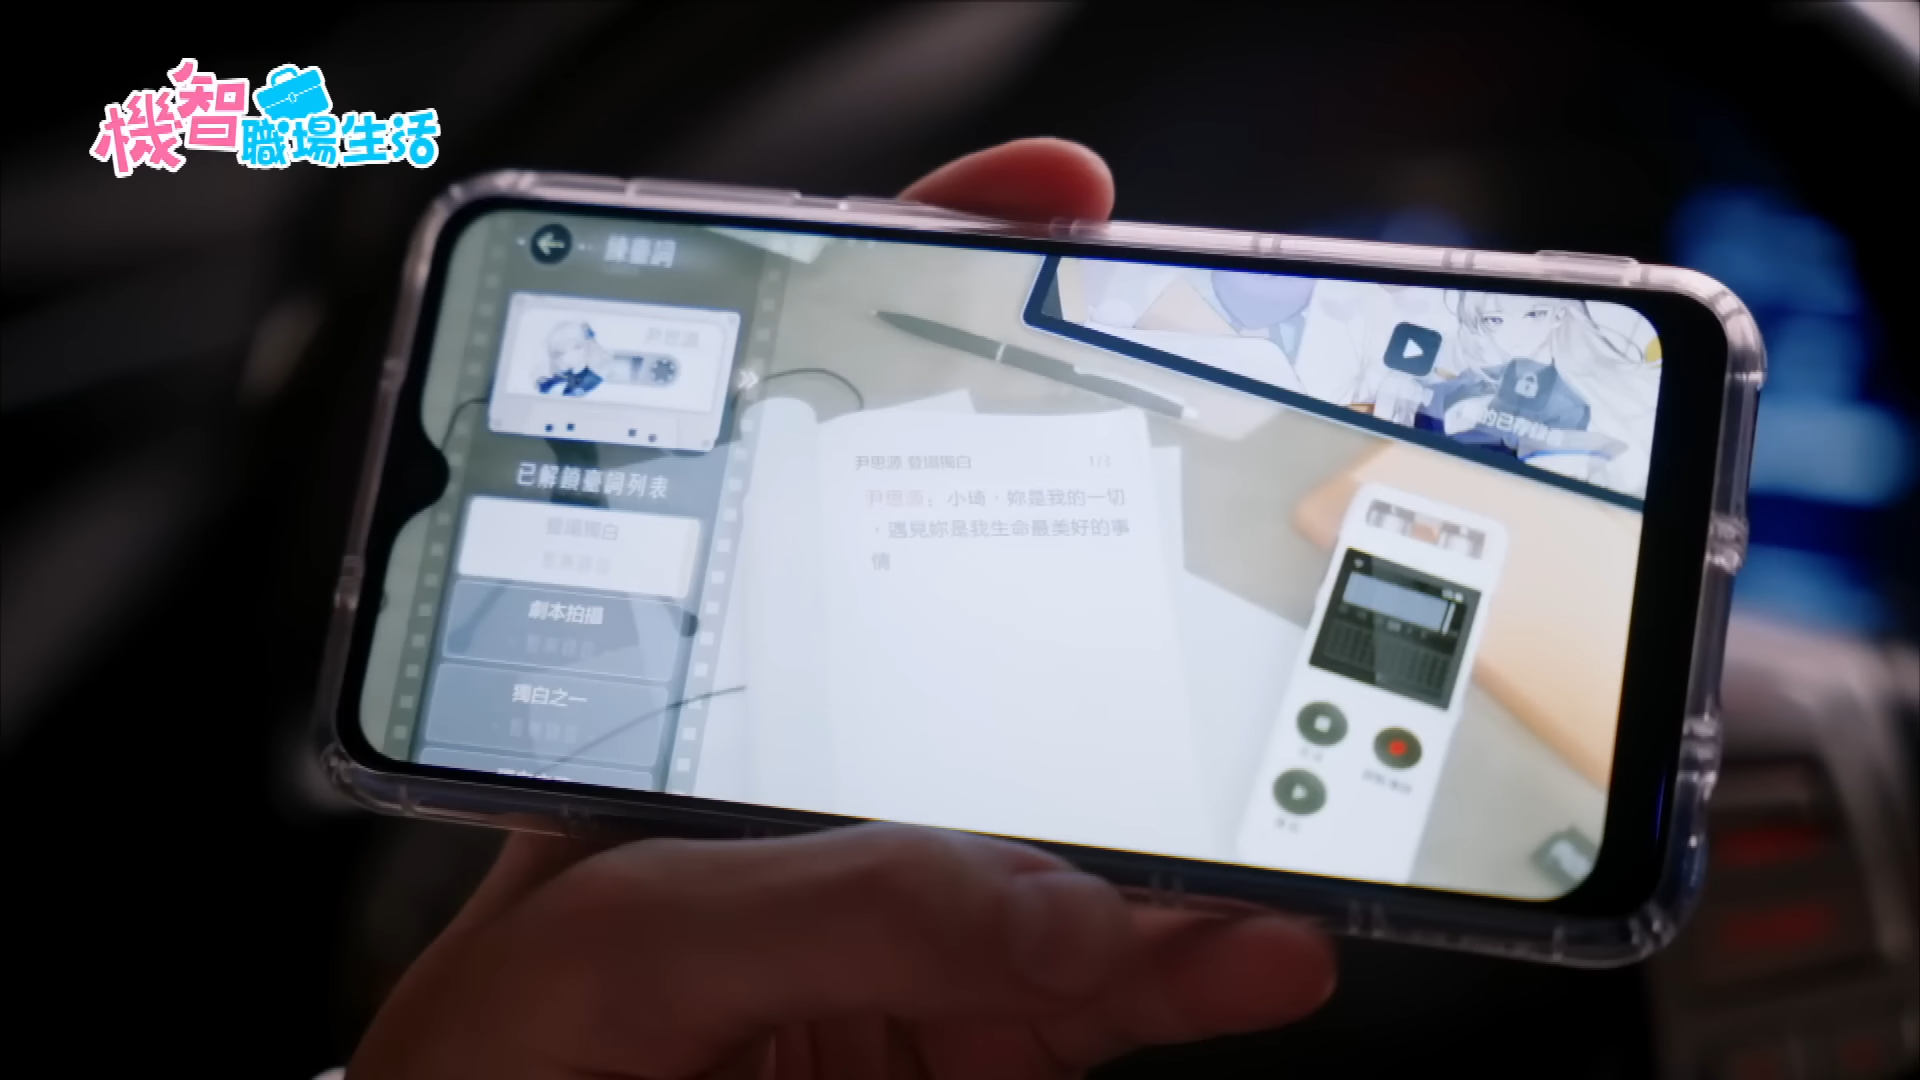 機智
職場生活
錄臺詞
尹思源
已解鎖臺詞列表
登場獨白
劇本拍攝
獨白之一
尹思源 登場獨白 1/1
尹思源：小琦，妳是我的一切
，遇見妳是我生命最美好的事
情